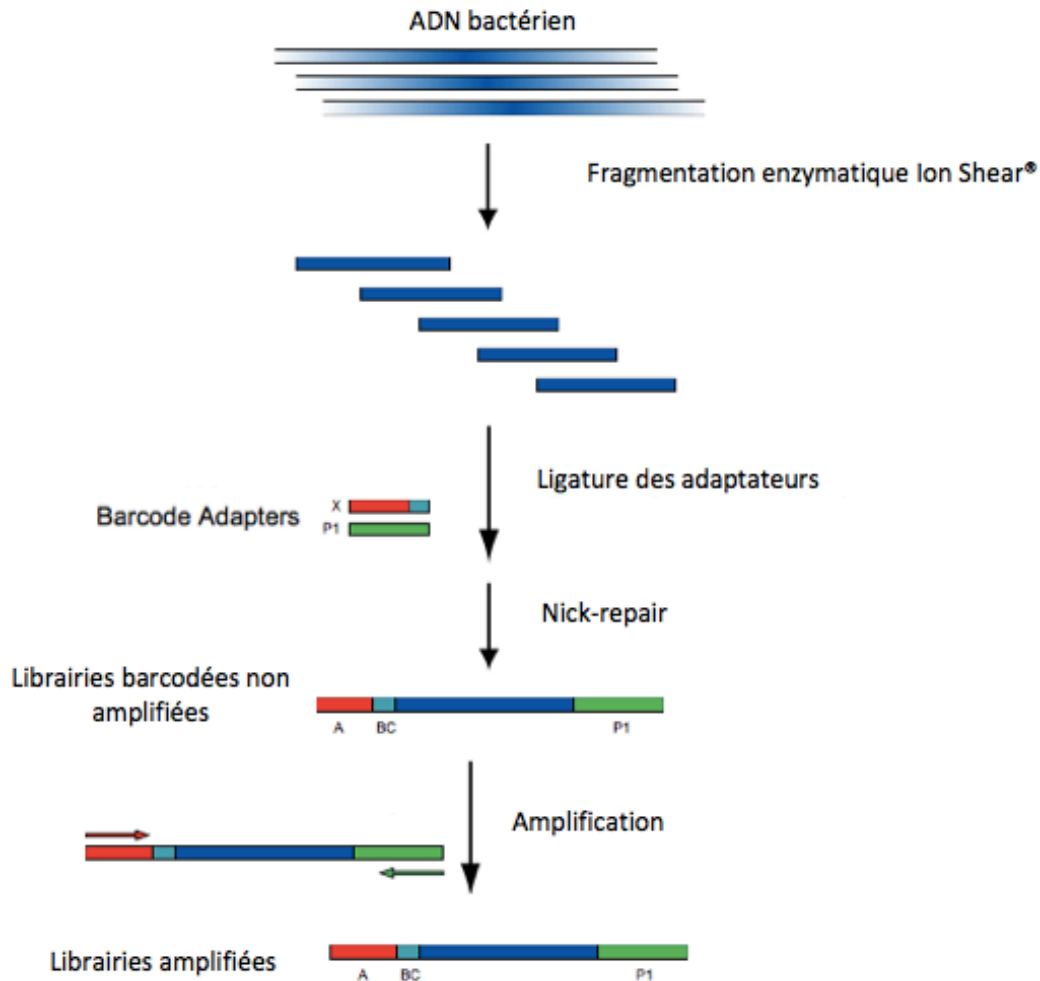 ADN bactérien
Fragmentation enzymatique Ion Shear®
Ligature des adaptateurs
Barcode Adapters
X
P1
Nick-repair
Librairies barcodées non
amplifiées
A BC P1
Amplification
Librairies amplifiées
A BC P1